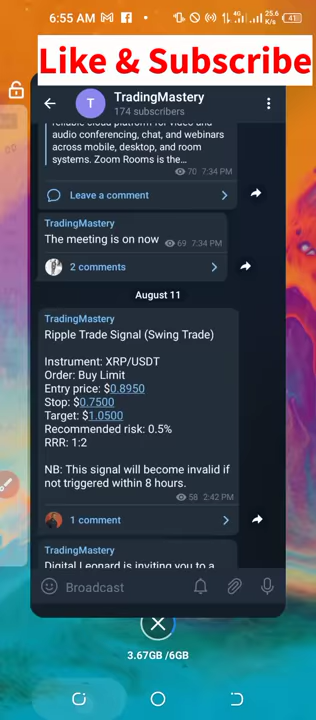 6:55 AM
4G
25.6
K/s
41
Like & Subscribe
T
TradingMastery
174 subscribers
reliable cloud platform for video and
audio conferencing, chat, and webinars
across mobile, desktop, and room
systems. Zoom Rooms is the...
70 7:34 PM
Leave a comment
TradingMastery
The meeting is on now
69 7:34 PM
2 comments
August 11
TradingMastery
Ripple Trade Signal (Swing Trade)
Instrument: XRP/USDT
Order: Buy Limit
Entry price: $0.8950
Stop: $0.7500
Target: $1.0500
Recommended risk: 0.5%
RRR: 1:2
NB: This signal will become invalid if
not triggered within 8 hours.
58 2:42 PM
1 comment
TradingMastery
Digital Leonard is inviting you to a
Broadcast
3.67GB /6GB